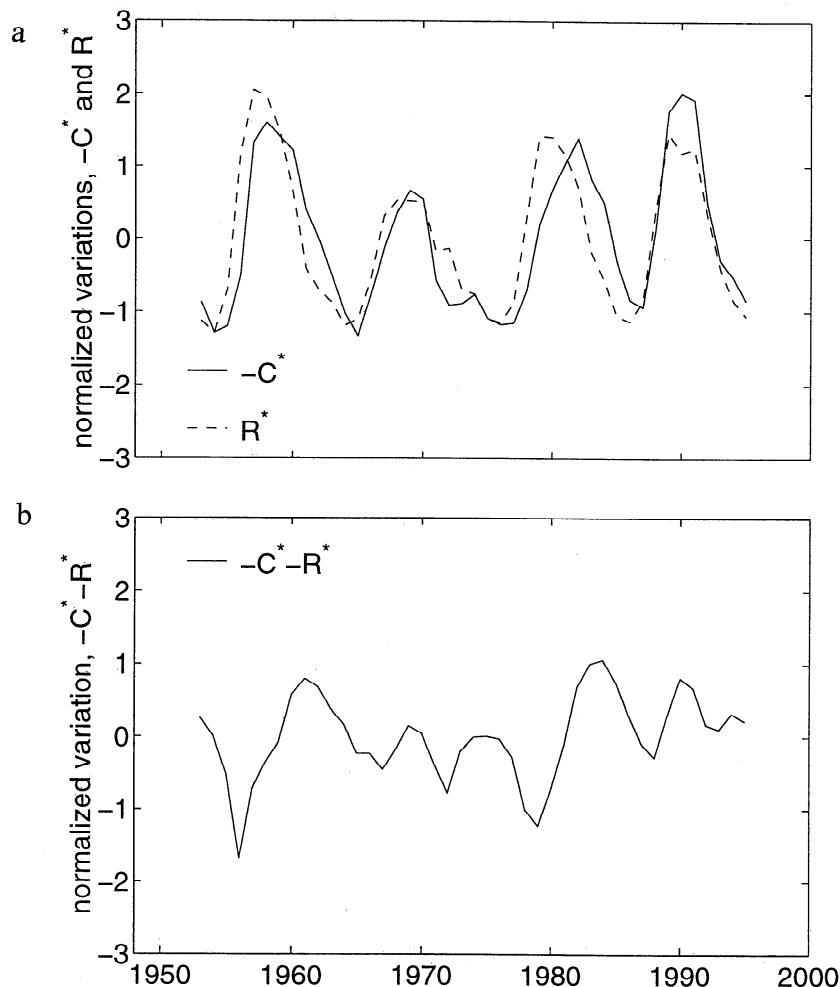 a
normalized variations, −C* and R*
3
2
1
0
−1
−2
−3
−C*
R*
b
normalized variation, −C*−R*
3
2
1
0
−1
−2
−3
−C*−R*
1950 1960 1970 1980 1990 2000